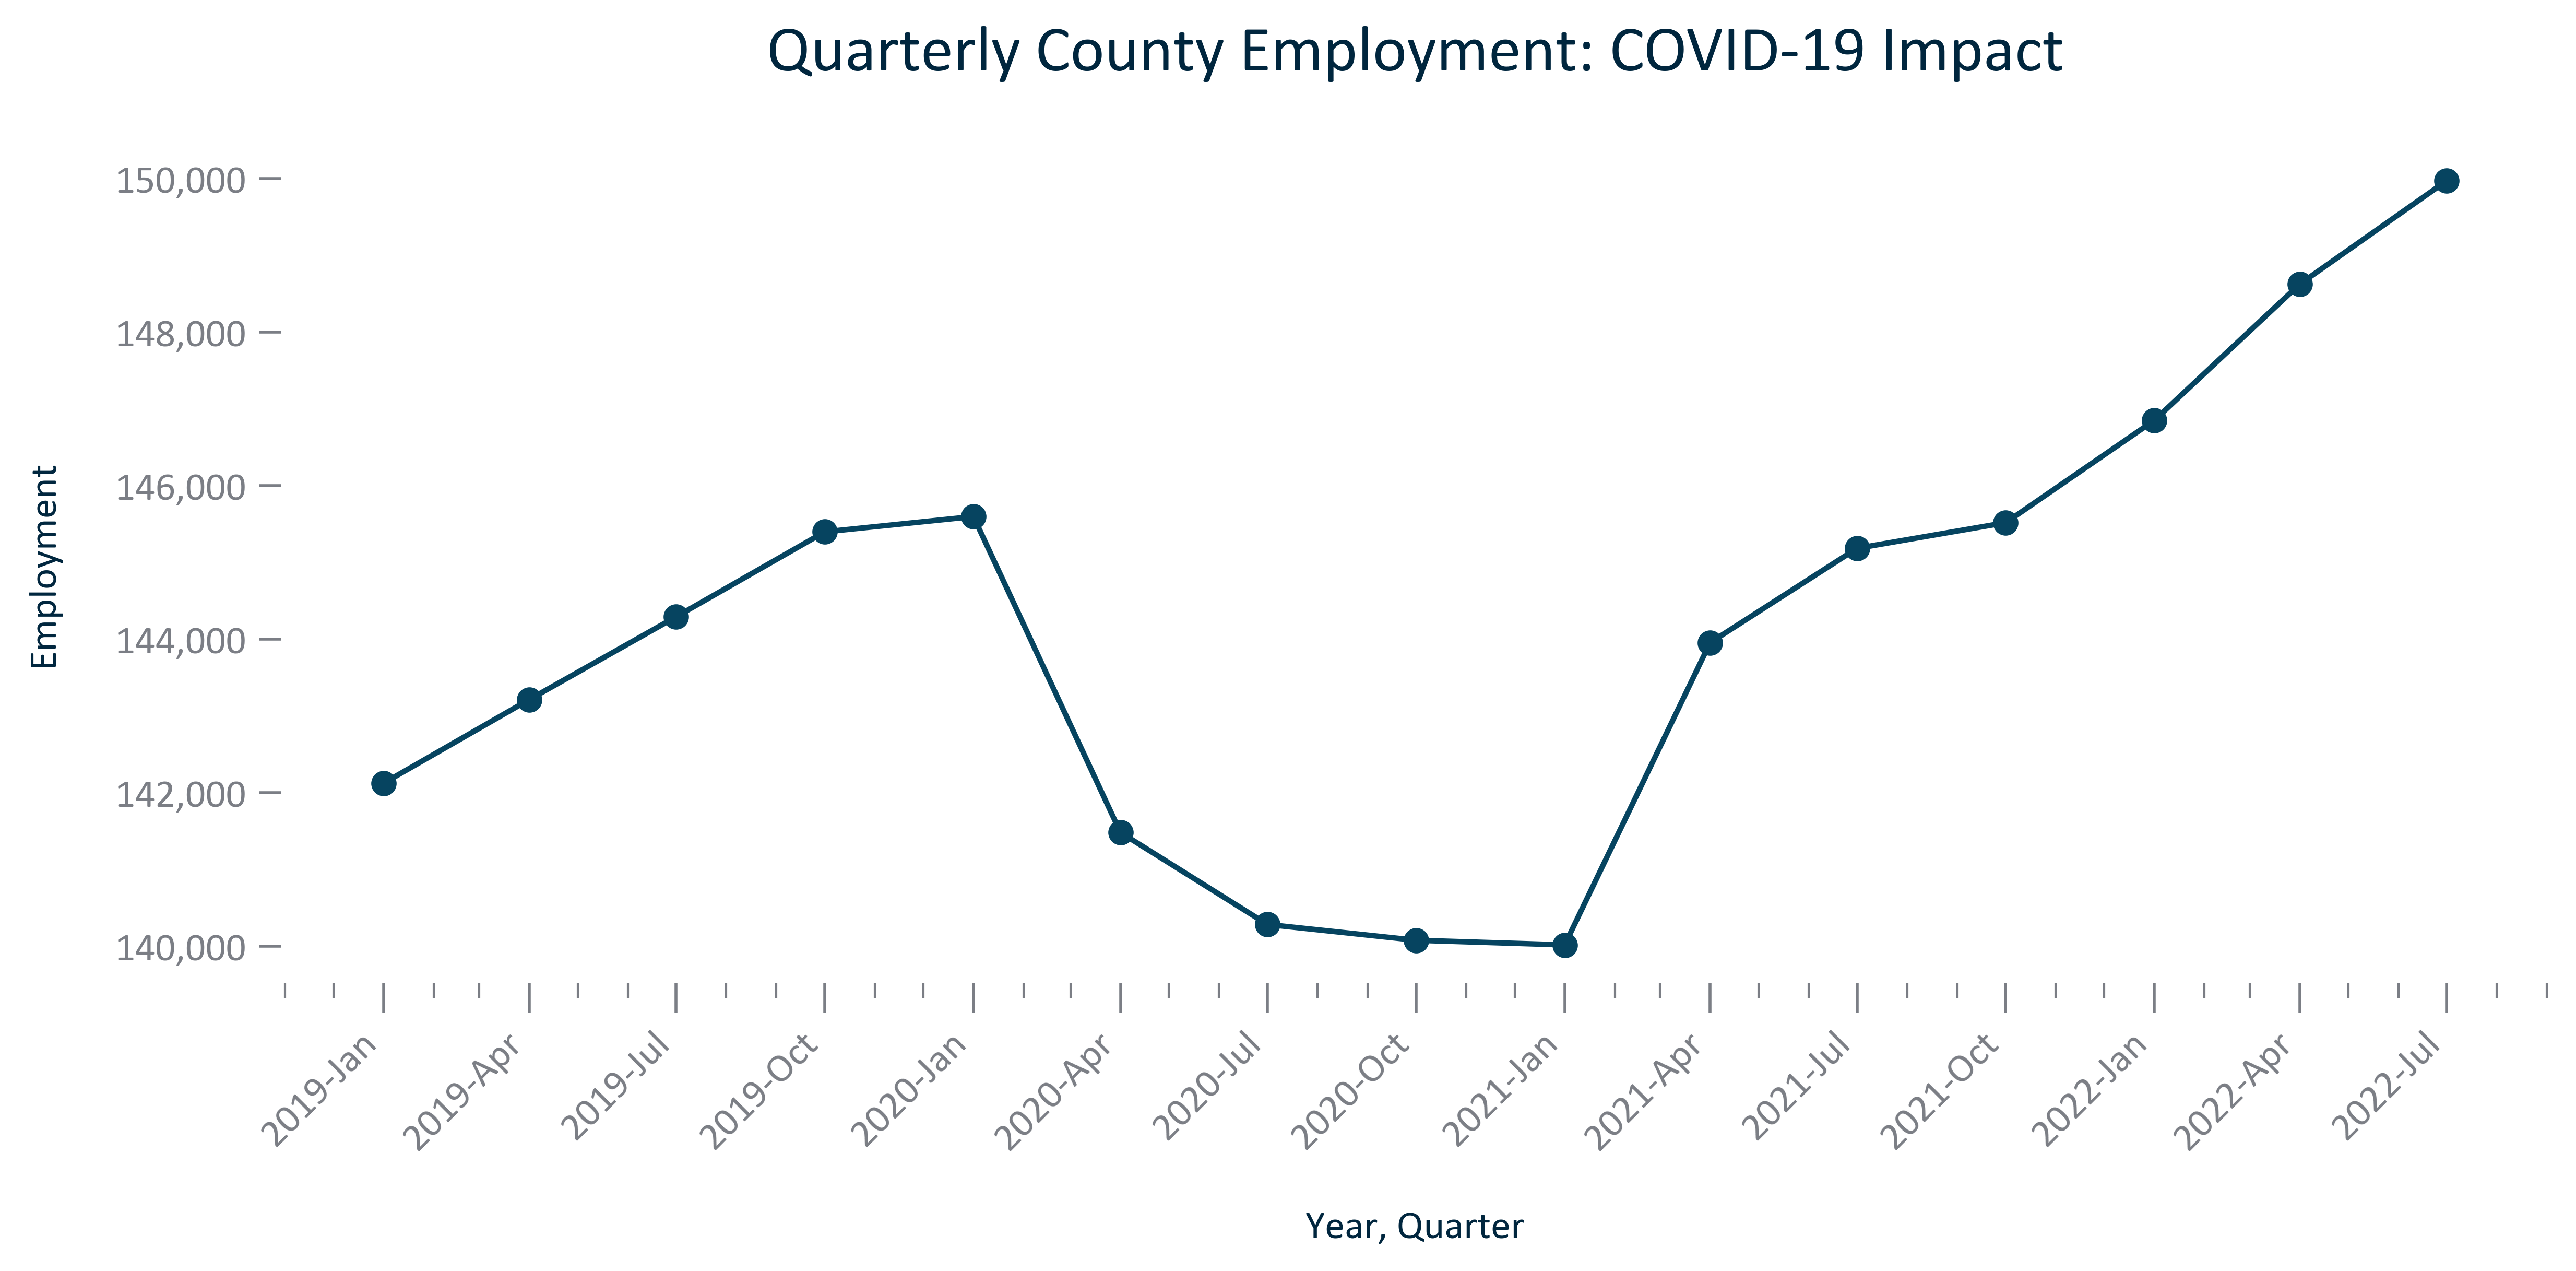 Quarterly County Employment: COVID-19 Impact
150,000
148,000
146,000
144,000
142,000
140,000
Employment
2019-Jan
2019-Apr
2019-Jul
2019-Oct
2020-Jan
2020-Apr
2020-Jul
2020-Oct
2021-Jan
2021-Apr
2021-Jul
2021-Oct
2022-Jan
2022-Apr
2022-Jul
Year, Quarter